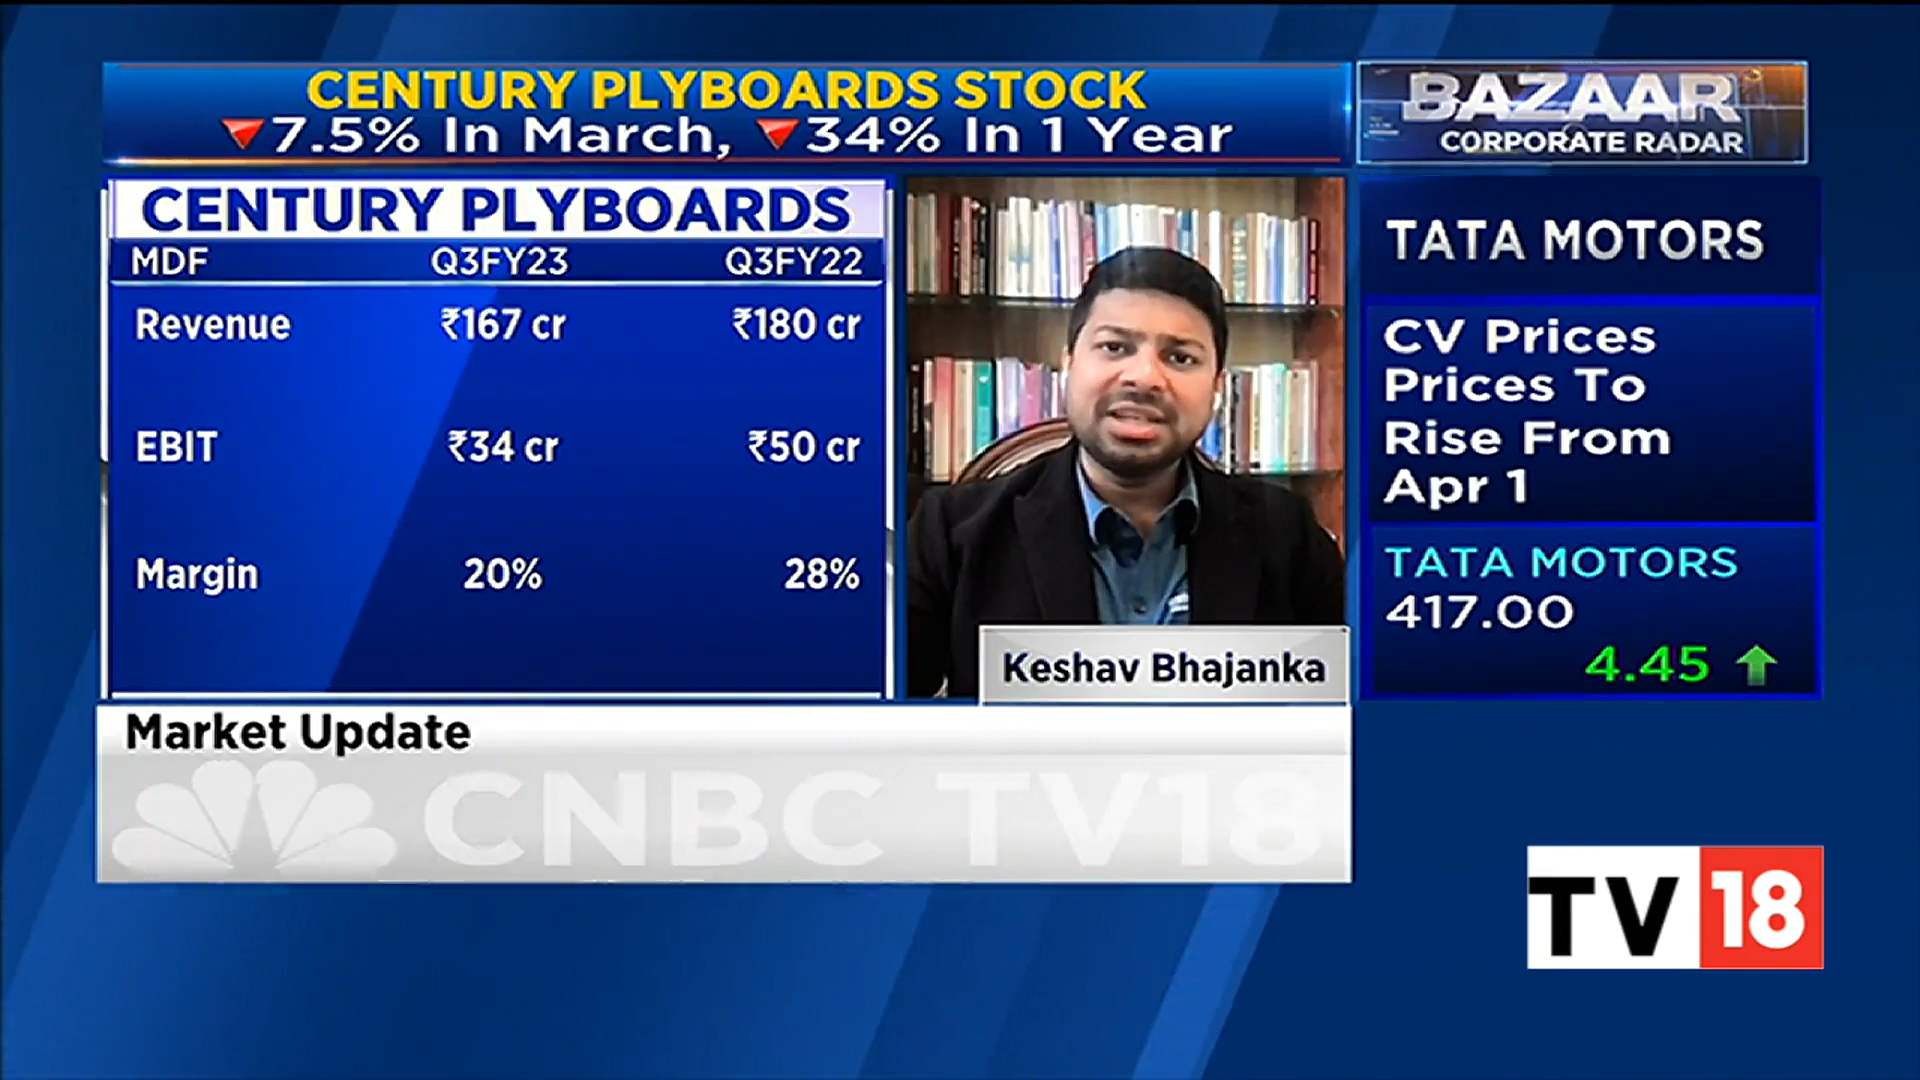 CENTURY PLYBOARDS STOCK
▼7.5% In March, ▼34% In 1 Year
BAZAAR
CORPORATE RADAR
CENTURY PLYBOARDS
MDF Q3FY23 Q3FY22
Revenue ₹167 cr ₹180 cr
EBIT ₹34 cr ₹50 cr
Margin 20% 28%
Keshav Bhajanka
TATA MOTORS
CV Prices
Prices To
Rise From
Apr 1
TATA MOTORS
417.00
4.45
Market Update
CNBC TV18
TV18